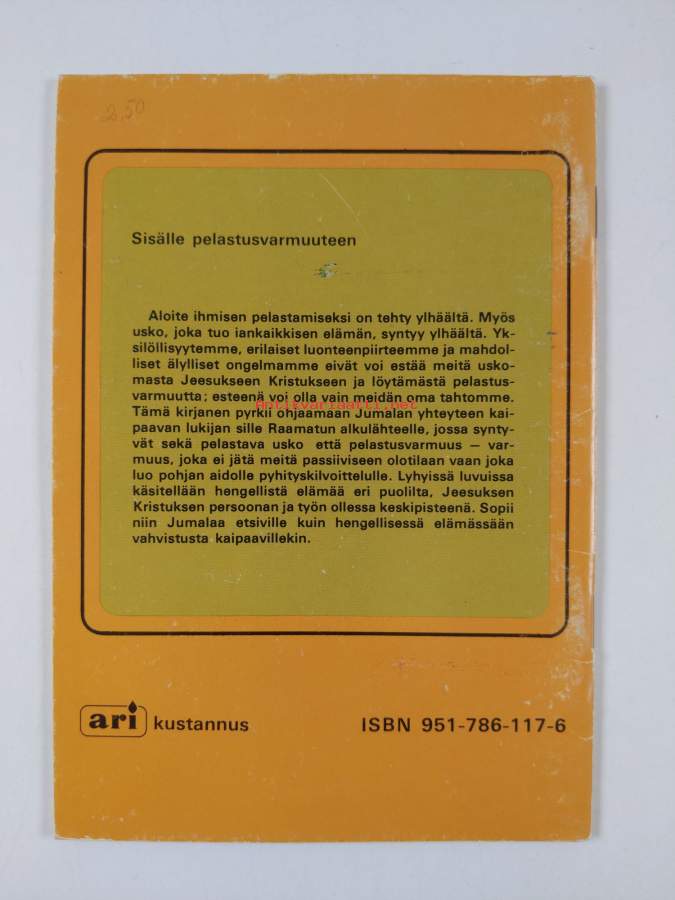 2.50
Sisälle pelastusvarmuuteen
Aloite ihmisen pelastamiseksi on tehty ylhäältä. Myös
usko, joka tuo iankaikkisen elämän, syntyy ylhäältä. Yk-
silöllisyytemme, erilaiset luonteenpiirteemme ja mahdol-
liset älylliset ongelmamme eivät voi estää meitä usko-
masta Jeesukseen Kristukseen ja löytämästä pelastus-
varmuutta; esteenä voi olla vain meidän oma tahtomme.
Antikvariaatti.net
Tämä kirjanen pyrkii ohjaamaan Jumalan yhteyteen kai-
paavan lukijan sille Raamatun alkulähteelle, jossa synty-
vät sekä pelastava usko että pelastusvarmuus — var-
muus, joka ei jätä meitä passiiviseen olotilaan vaan joka
luo pohjan aidolle pyhityskilvoittelulle. Lyhyissä luvuissa
käsitellään hengellistä elämää eri puolilta, Jeesuksen
Kristuksen persoonan ja työn ollessa keskipisteenä. Sopii
niin Jumalaa etsiville kuin hengellisessä elämässään
vahvistusta kaipaavillekin.
ari kustannus
ISBN 951-786-117-6